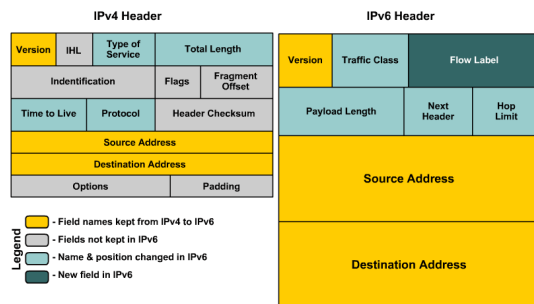 IPv4 Header
Version IHL Type of Service Total Length
Indentification Flags Fragment Offset
Time to Live Protocol Header Checksum
Source Address
Destination Address
Options Padding
Legend
- Field names kept from IPv4 to IPv6
- Fields not kept in IPv6
- Name & position changed in IPv6
- New field in IPv6
IPv6 Header
Version Traffic Class Flow Label
Payload Length Next Header Hop Limit
Source Address
Destination Address